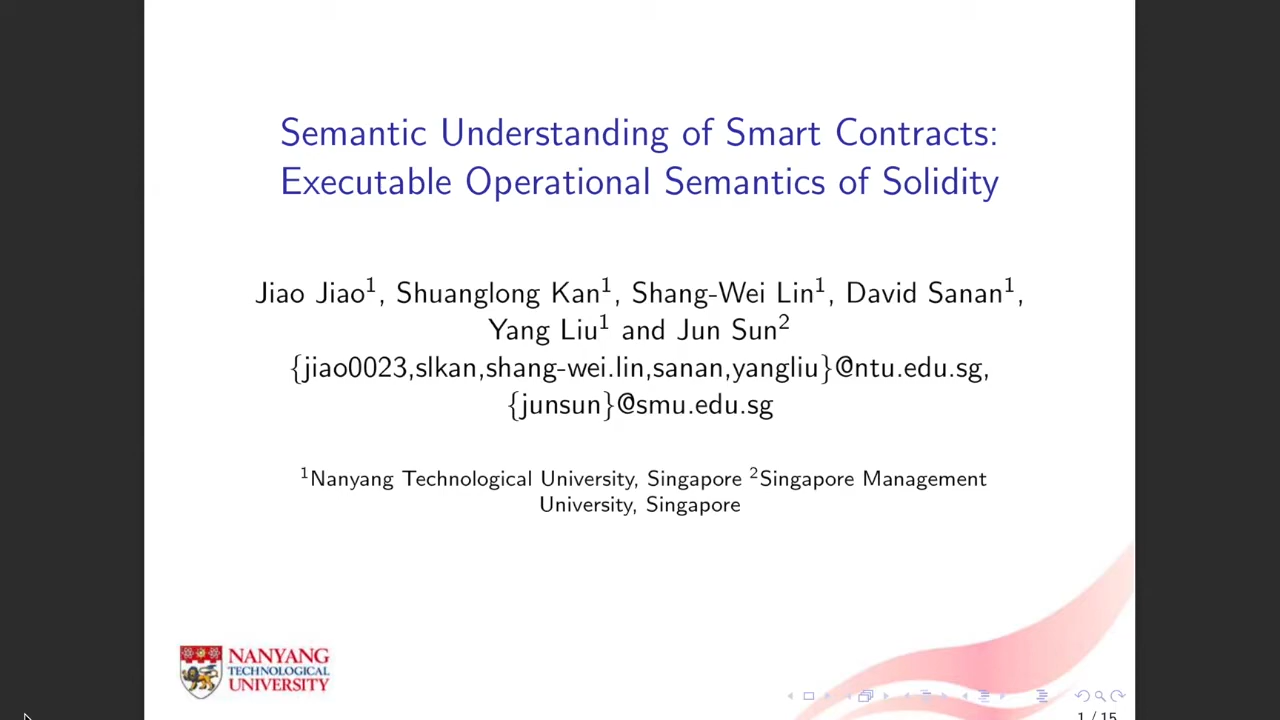 Semantic Understanding of Smart Contracts:
Executable Operational Semantics of Solidity
Jiao Jiao¹, Shuanglong Kan¹, Shang-Wei Lin¹, David Sanan¹,
Yang Liu¹ and Jun Sun²
{jiao0023,slkan,shang-wei.lin,sanan,yangliu}@ntu.edu.sg,
{junsun}@smu.edu.sg
¹Nanyang Technological University, Singapore ²Singapore Management
University, Singapore
NANYANG
TECHNOLOGICAL
UNIVERSITY
1 / 15